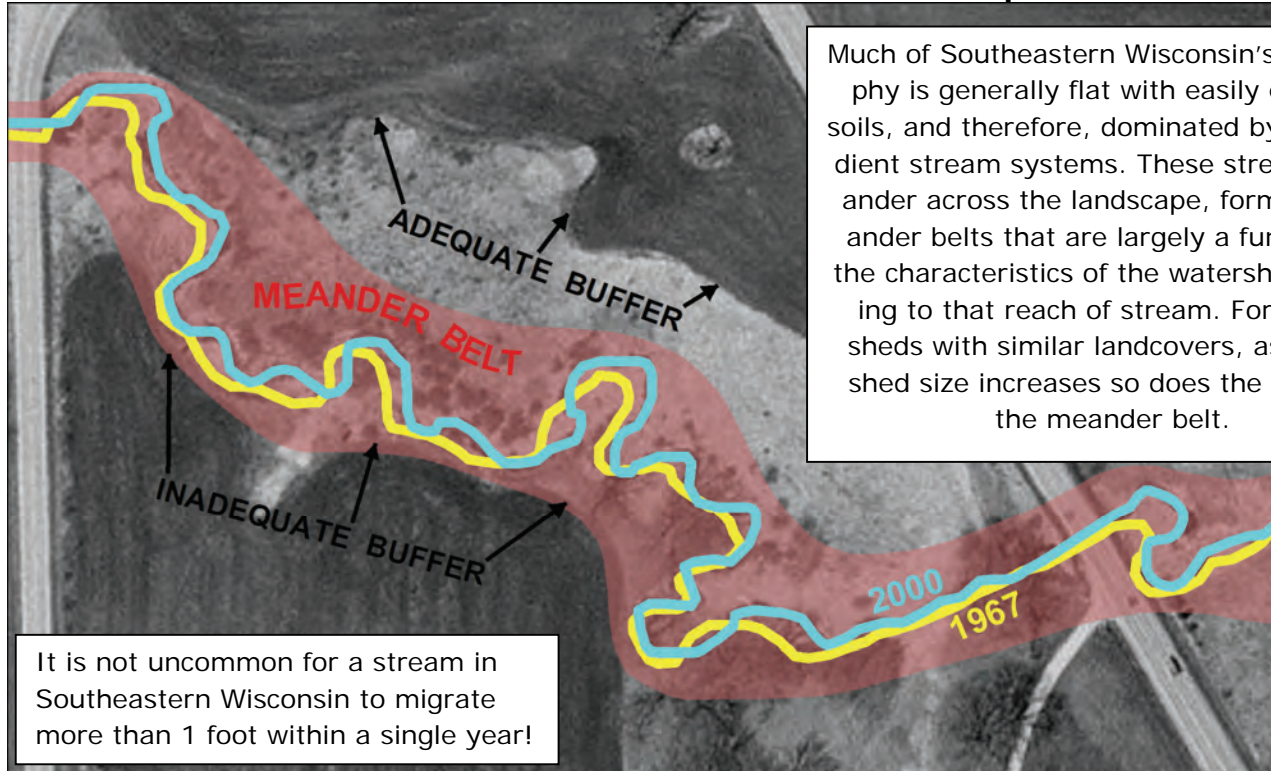 Much of Southeastern Wisconsin's
phy is generally flat with easily
soils, and therefore, dominated by
dient stream systems. These stre
ander across the landscape, form
ander belts that are largely a fu
the characteristics of the watersh
ing to that reach of stream. For
sheds with similar landcovers, as
shed size increases so does the
the meander belt.
ADEQUATE BUFFER
MEANDER BELT
INADEQUATE BUFFER
2000
1967
It is not uncommon for a stream in
Southeastern Wisconsin to migrate
more than 1 foot within a single year!